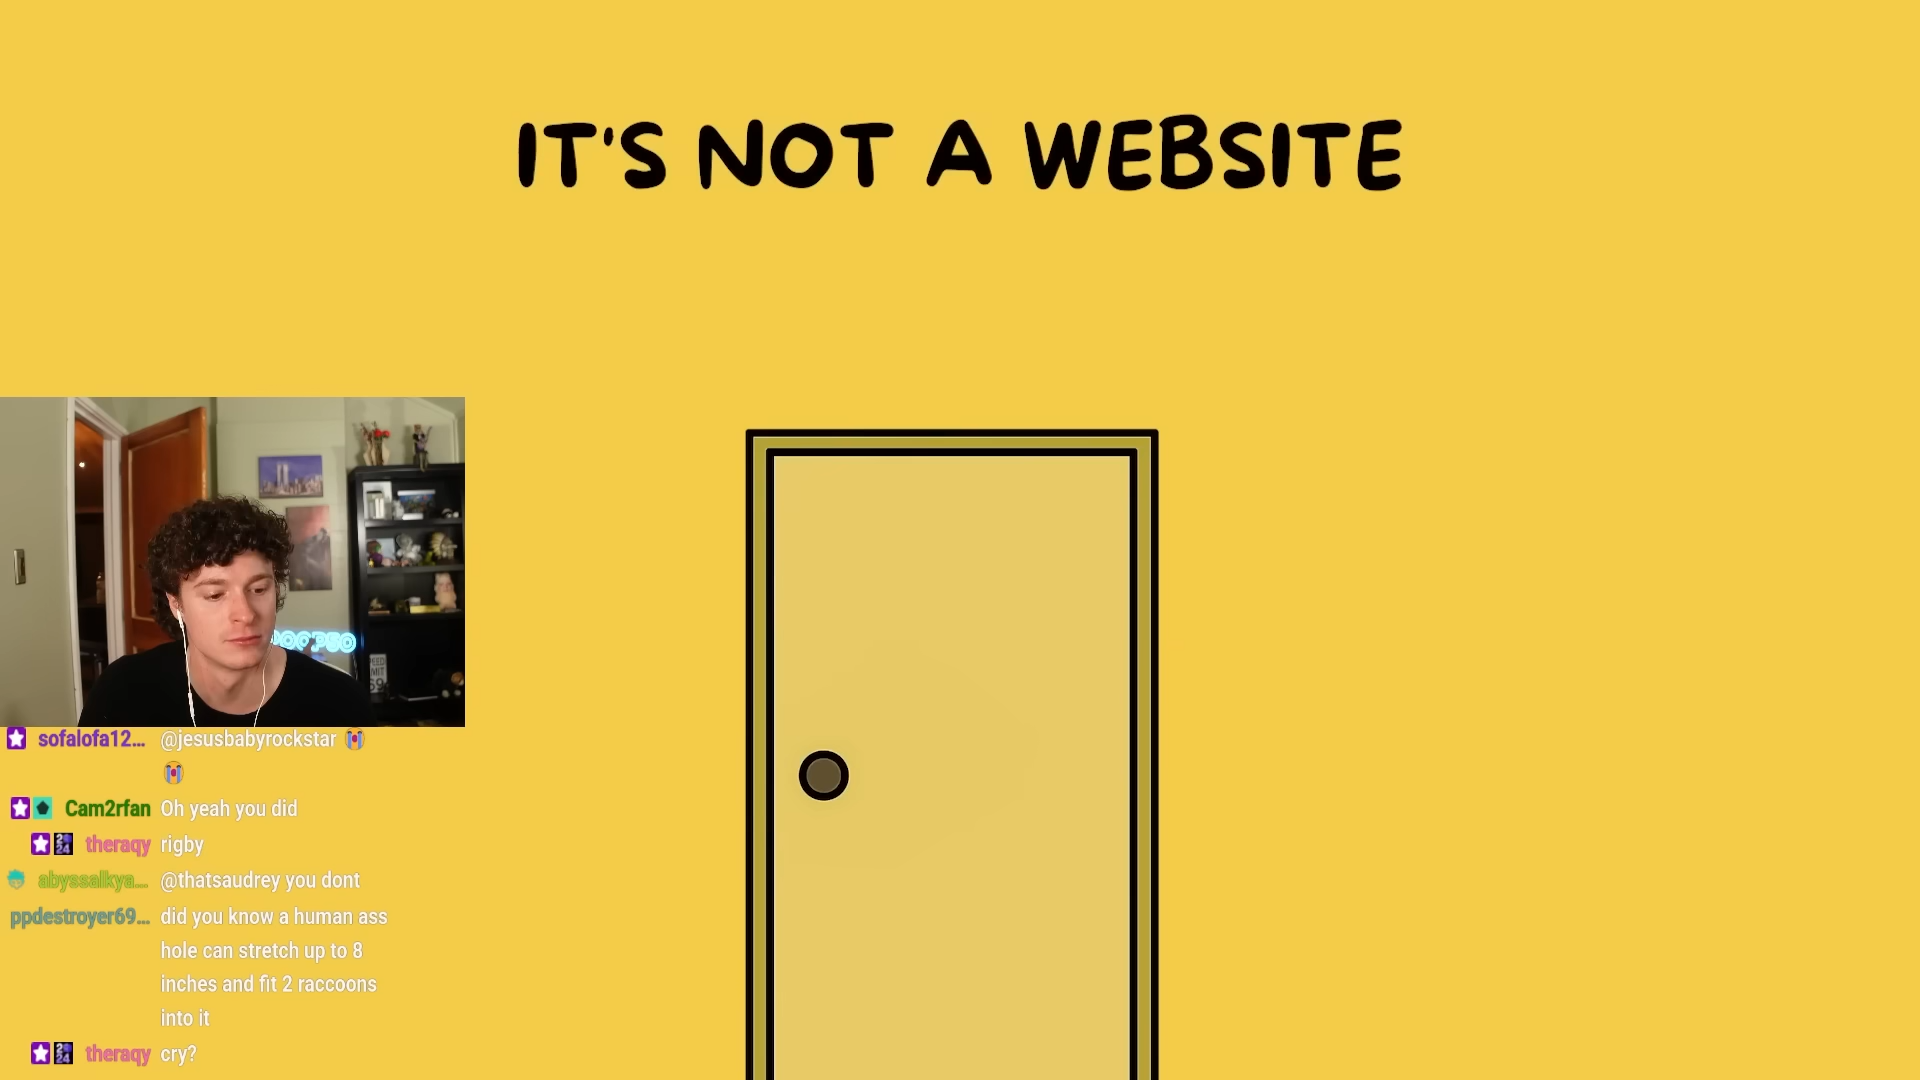 IT'S NOT A WEBSITE
sofalofa12... @jesusbabyrockstar
Cam2rfan Oh yeah you did
theraqy rigby
abyssalkya... @thatsaudrey you dont
ppdestroyer69... did you know a human ass
hole can stretch up to 8
inches and fit 2 raccoons
into it
theraqy cry?